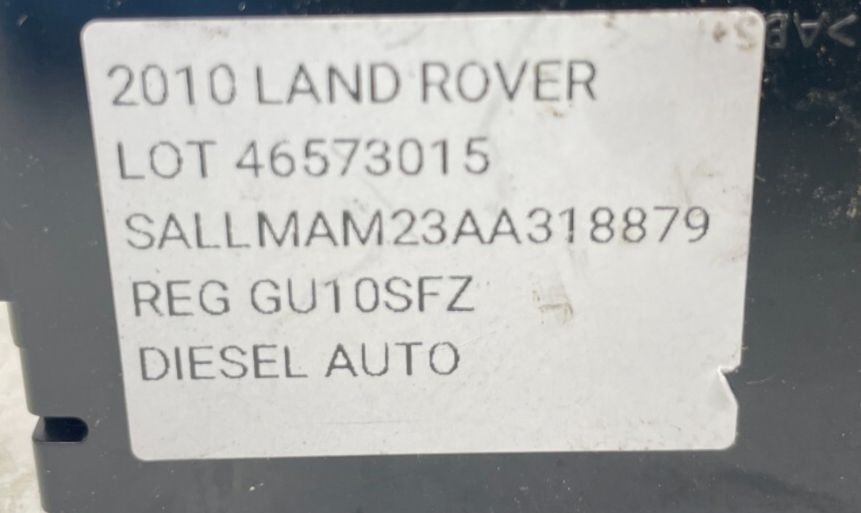 2010 LAND ROVER
LOT 46573015
SALLMAM23AA318879
REG GU10SFZ
DIESEL AUTO